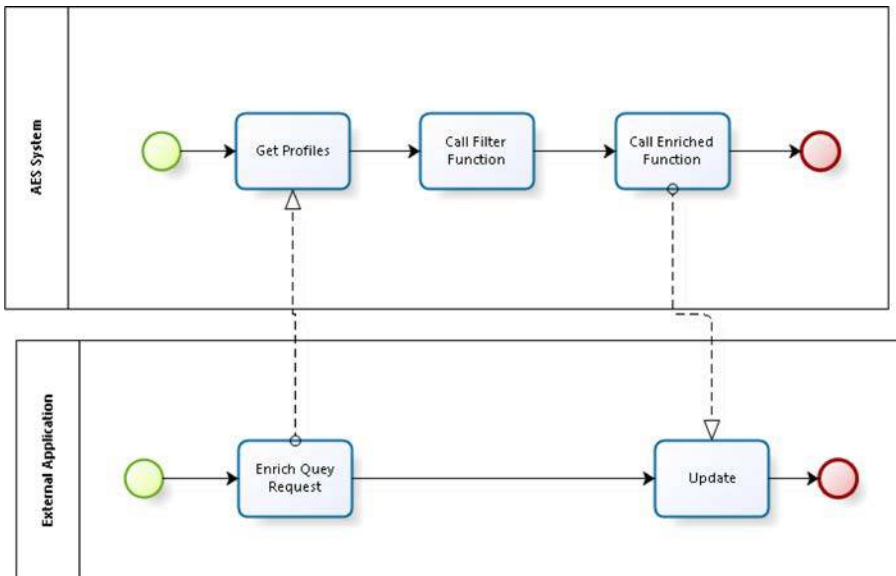 AES System
Get Profiles
Call Filter
Function
Call Enriched
Function
External Application
Enrich Quey
Request
Update